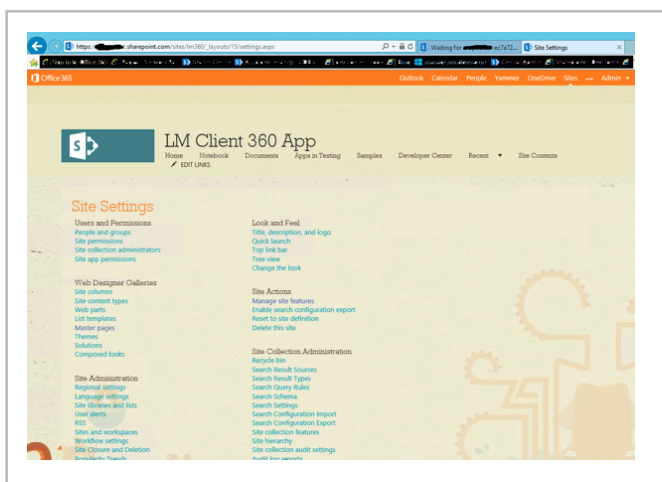 https:
.sharepoint.com/sites/lm360/_layouts/15/settings.aspx
Waiting for
-ec7a72...
Site Settings
Office 365
Outlook Calendar People Yammer OneDrive Sites ... Admin
LM Client 360 App
Home Notebook Documents Apps in Testing Samples Developer Center Recent Site Contents
EDIT LINKS
Site Settings
Users and Permissions
People and groups
Site permissions
Site collection administrators
Site app permissions
Web Designer Galleries
Site columns
Site content types
Web parts
List templates
Master pages
Themes
Solutions
Composed looks
Site Administration
Regional settings
Language settings
Site libraries and lists
User alerts
RSS
Sites and workspaces
Workflow settings
Site Closure and Deletion
Popularity Trends
Look and Feel
Title, description, and logo
Quick launch
Top link bar
Tree view
Change the look
Site Actions
Manage site features
Enable search configuration export
Reset to site definition
Delete this site
Site Collection Administration
Recycle bin
Search Result Sources
Search Result Types
Search Query Rules
Search Schema
Search Settings
Search Configuration Import
Search Configuration Export
Site collection features
Site hierarchy
Site collection audit settings
Audit log reports